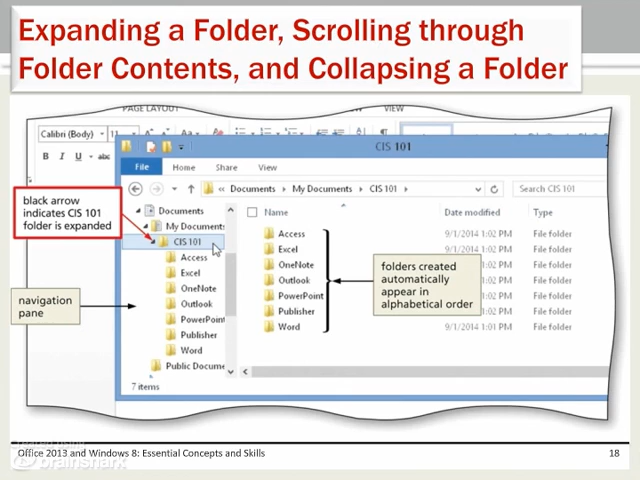 Expanding a Folder, Scrolling through
Folder Contents, and Collapsing a Folder
PAGE LAYOUT
VIEW
Calibri (Body)
11
B I U abc
CIS 101
File Home Share View
Documents My Documents CIS 101
Search CIS 101
black arrow
indicates CIS 101
folder is expanded
navigation
pane
Documents
My Documents
CIS 101
Access
Excel
OneNote
Outlook
PowerPoint
Publisher
Word
Public Docume
Name Date modified Type
Access 9/1/2014 1:02 PM File folder
Excel 9/1/2014 1:02 PM File folder
OneNote File folder
Outlook File folder
PowerPoint File folder
Publisher File folder
Word 9/1/2014 1:01 PM File folder
folders created
automatically
appear in
alphabetical order
7 items
Office 2013 and Windows 8: Essential Concepts and Skills
18
brainshark